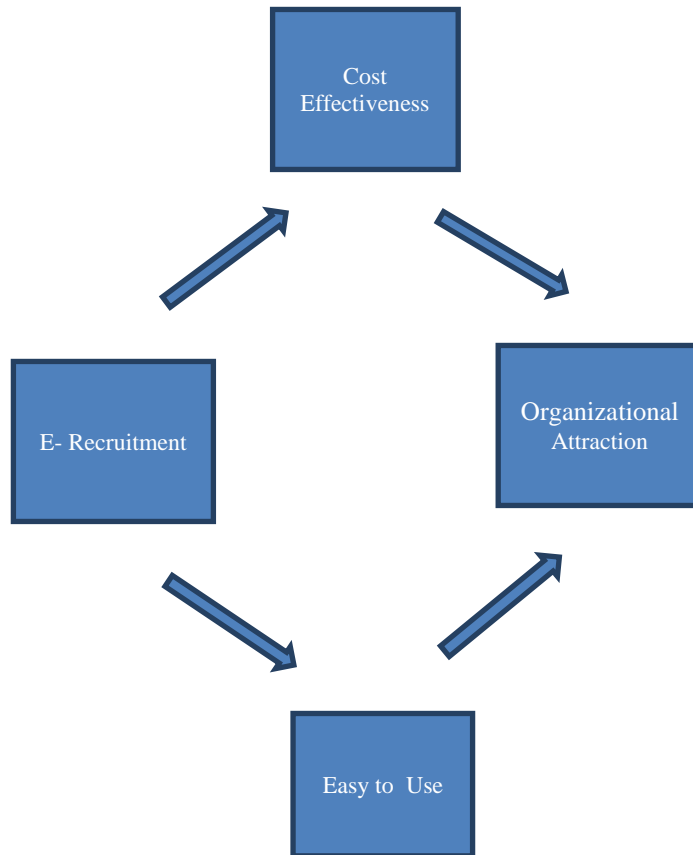 Cost
Effectiveness
E- Recruitment
Organizational
Attraction
Easy to  Use